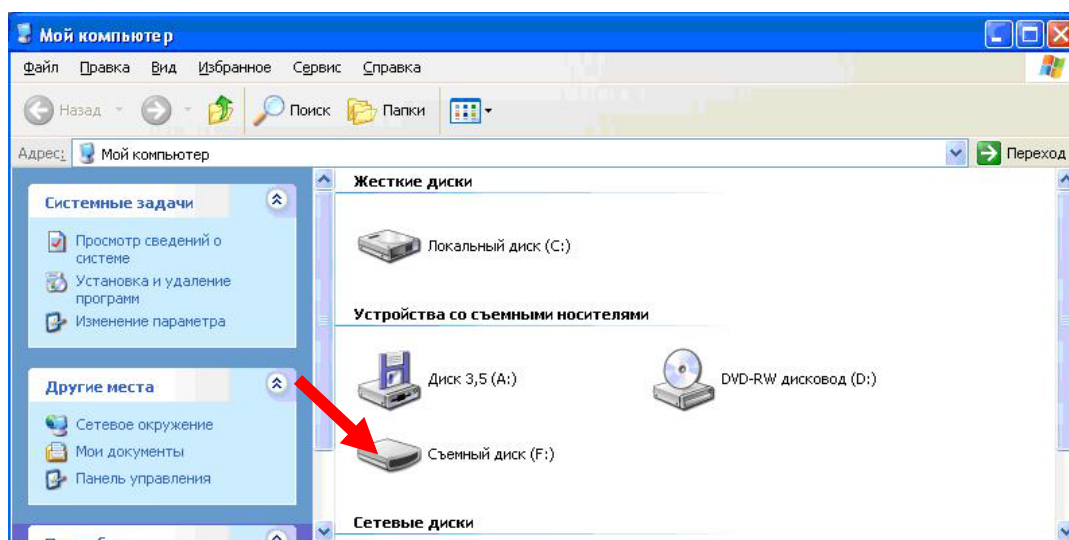 Мой компьютер
Файл Правка Вид Избранное Сервис Справка
Назад Поиск Папки
Адрес: Мой компьютер Переход
Системные задачи
Просмотр сведений о
системе
Установка и удаление
программ
Изменение параметра
Другие места
Сетевое окружение
Мои документы
Панель управления
Жесткие диски
Локальный диск (C:)
Устройства со съемными носителями
Диск 3,5 (A:)
DVD-RW дисковод (D:)
Съемный диск (F:)
Сетевые диски